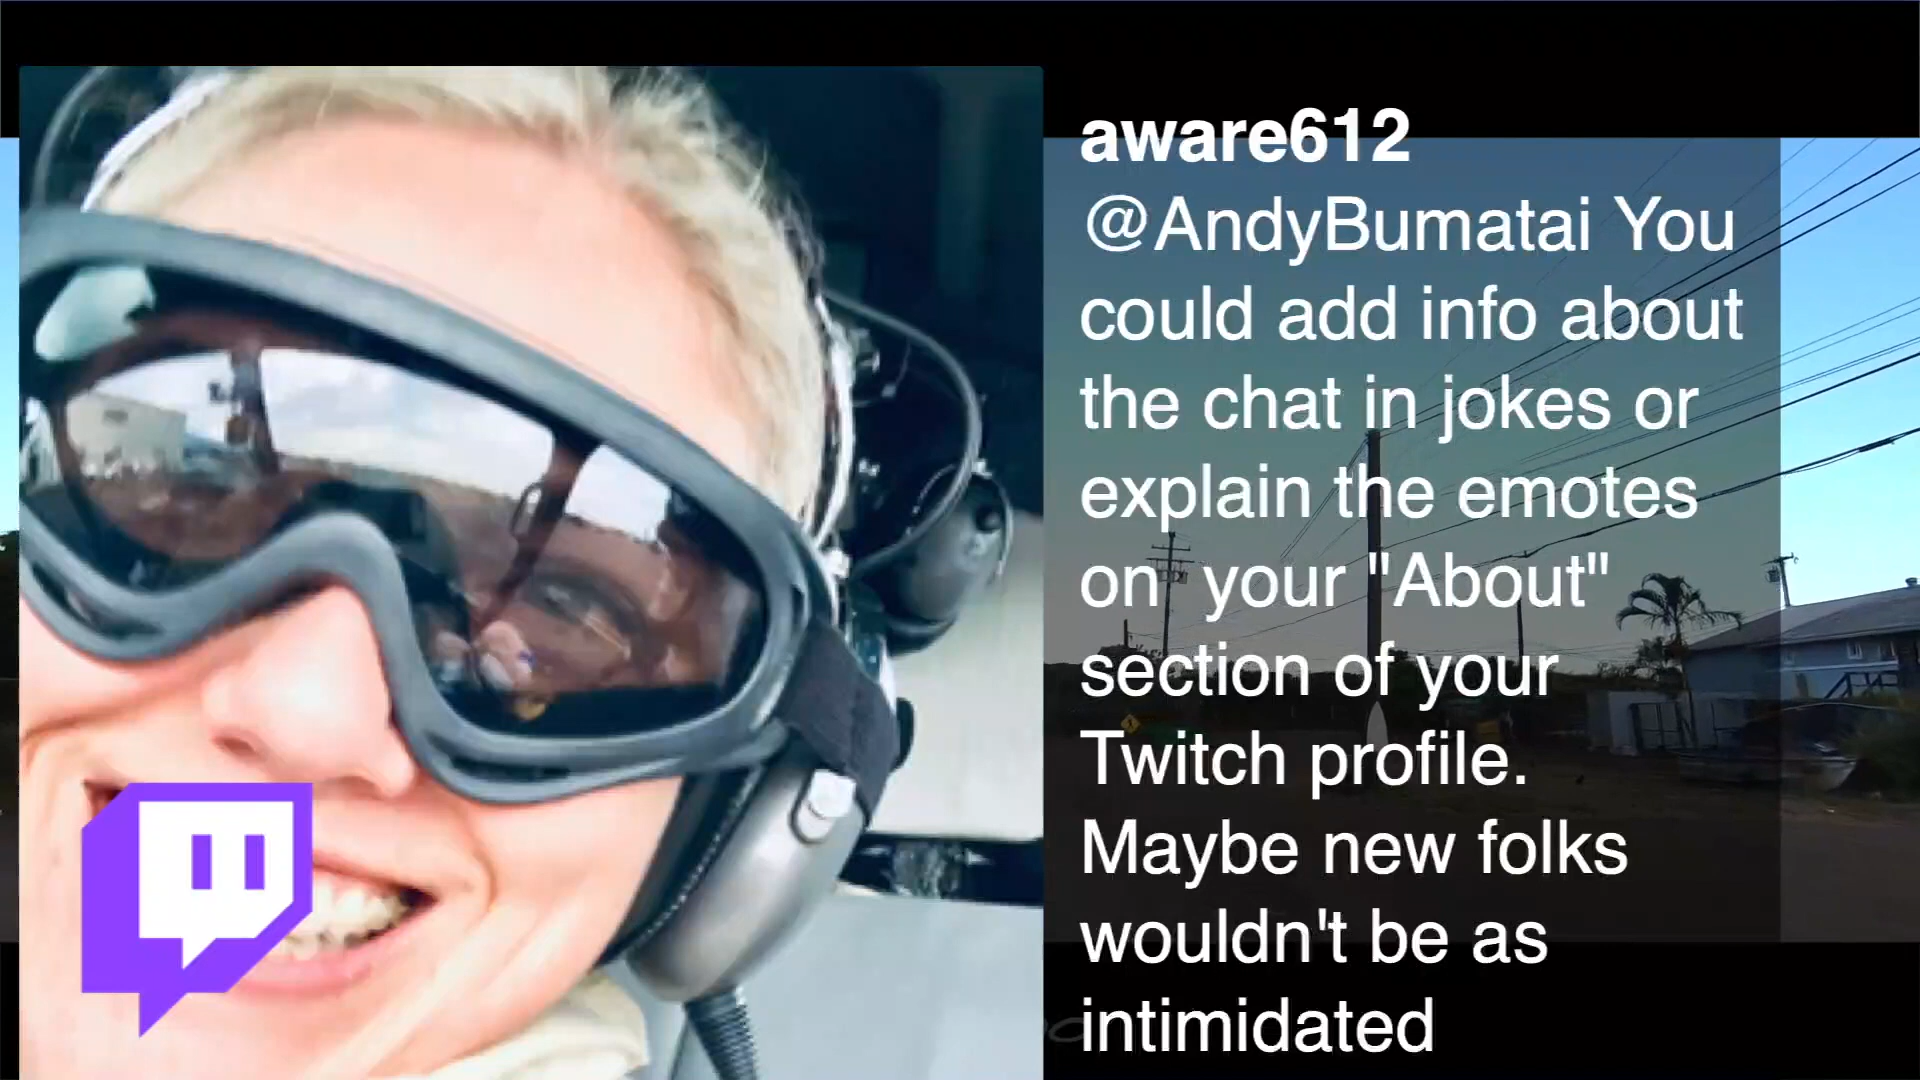 aware612
@AndyBumatai You
could add info about
the chat in jokes or
explain the emotes
on your "About"
section of your
Twitch profile.
Maybe new folks
wouldn't be as
intimidated